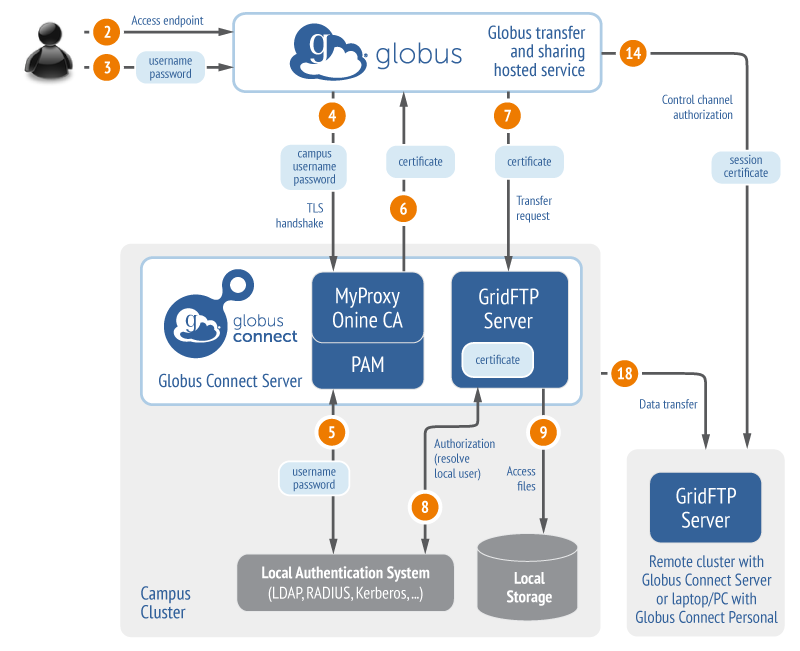 2
Access endpoint
3
username
password
g
globus
Globus transfer
and sharing
hosted service
14
4
7
Control channel
authorization
campus
username
password
certificate
certificate
session
certificate
TLS
handshake
6
Transfer
request
g
globus
connect
Globus Connect Server
MyProxy
Onine CA
PAM
GridFTP
Server
certificate
18
Data transfer
5
username
password
Authorization
(resolve
local user)
8
9
Access
files
Local Authentication System
(LDAP, RADIUS, Kerberos,...)
Local
Storage
Campus
Cluster
GridFTP
Server
Remote cluster with
Globus Connect Server
or laptop/PC with
Globus Connect Personal